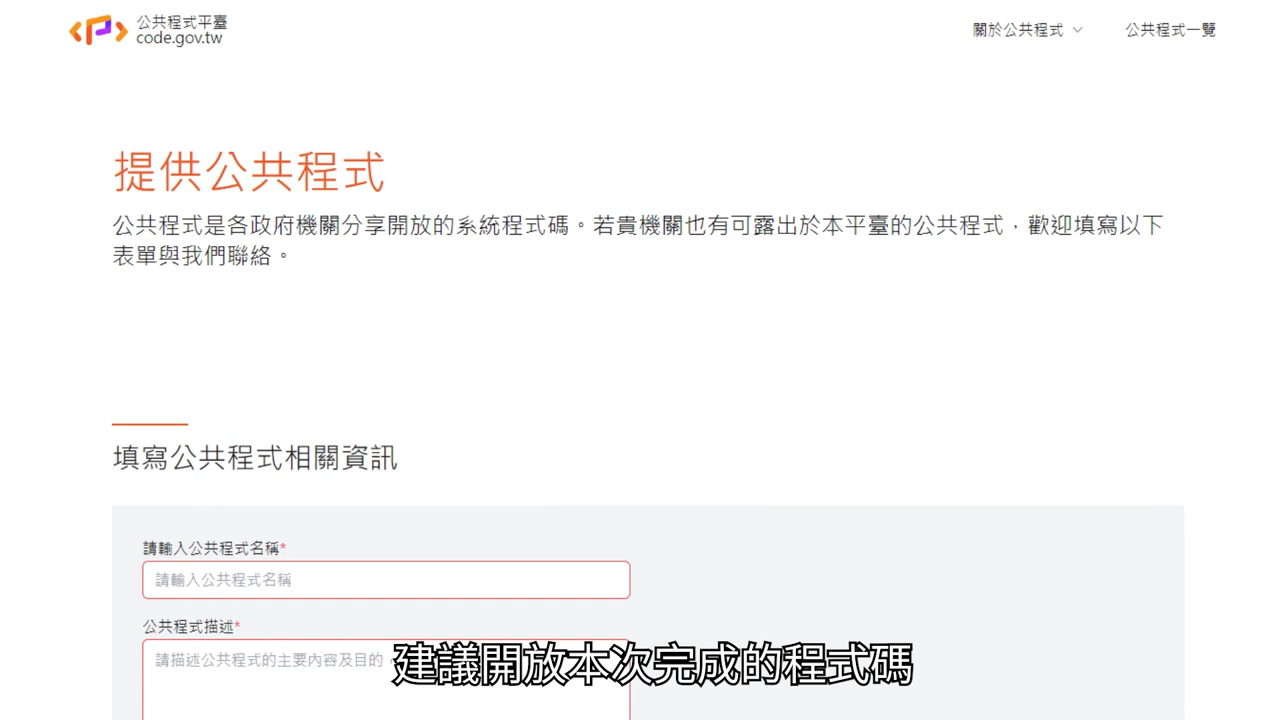 公共程式平臺
code.gov.tw
關於公共程式
公共程式一覽
提供公共程式
公共程式是各政府機關分享開放的系統程式碼。若貴機關也有可露出於本平臺的公共程式，歡迎填寫以下
表單與我們聯絡。
填寫公共程式相關資訊
請輸入公共程式名稱*
請輸入公共程式名稱
公共程式描述*
請描述公共程式的主要內容及目的，
建議開放本次完成的程式碼